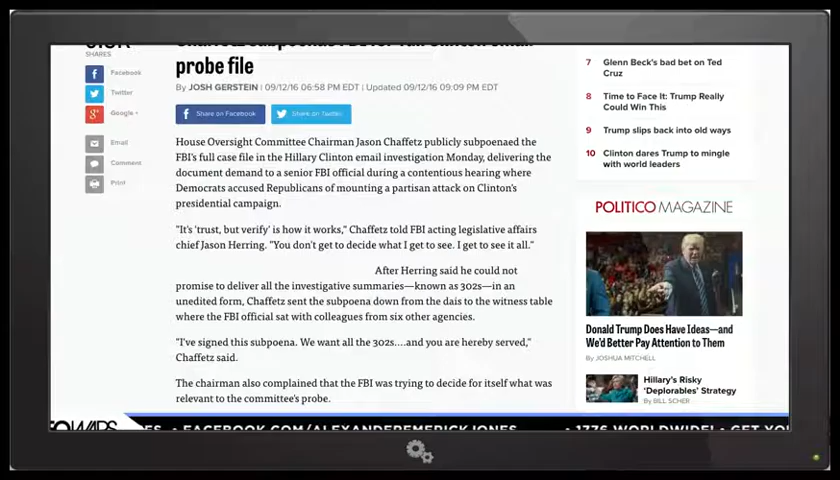 SHARES
Facebook
Twitter
Google +
Email
Comment
Print
probe file
By JOSH GERSTEIN | 09/12/16 06:58 PM EDT | Updated 09/12/16 09:09 PM EDT
Share on Facebook
Share on Twitter
House Oversight Committee Chairman Jason Chaffetz publicly subpoenaed the
FBI's full case file in the Hillary Clinton email investigation Monday, delivering the
document demand to a senior FBI official during a contentious hearing where
Democrats accused Republicans of mounting a partisan attack on Clinton's
presidential campaign.
"It's 'trust, but verify' is how it works," Chaffetz told FBI acting legislative affairs
chief Jason Herring. "You don't get to decide what I get to see. I get to see it all."
After Herring said he could not
promise to deliver all the investigative summaries—known as 302s—in an
unedited form, Chaffetz sent the subpoena down from the dais to the witness table
where the FBI official sat with colleagues from six other agencies.
"I've signed this subpoena. We want all the 302s....and you are hereby served,"
Chaffetz said.
The chairman also complained that the FBI was trying to decide for itself what was
relevant to the committee's probe.
7 Glenn Beck's bad bet on Ted
Cruz
8 Time to Face It: Trump Really
Could Win This
9 Trump slips back into old ways
10 Clinton dares Trump to mingle
with world leaders
POLITICO MAGAZINE
Donald Trump Does Have Ideas—and
We'd Better Pay Attention to Them
By JOSHUA MITCHELL
Hillary's Risky
'Deplorables' Strategy
By BILL SCHER
• FACEBOOK.COM/ALEXANDEREMERICKJONES • 1776 WORLDWIDE! • GET